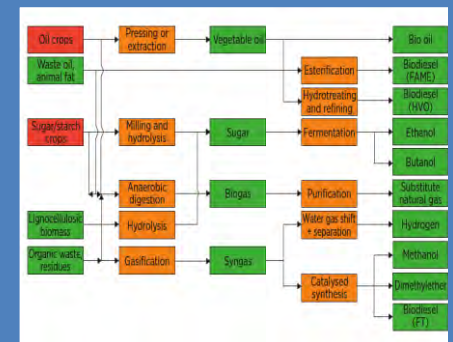 Oil crops
Pressing or
extraction
Vegetable oil
Bio oil
Waste oil,
animal fat
Esterification
Biodiesel
(FAME)
Hydrotreating
and refining
Biodiesel
(HVO)
Sugar/starch
crops
Milling and
hydrolysis
Sugar
Fermentation
Ethanol
Butanol
Anaerobic
digestion
Biogas
Purification
Substitute
natural gas
Lignocellulosic
biomass
Hydrolysis
Water gas shift
+ separation
Hydrogen
Organic waste,
residues
Gasification
Syngas
Catalysed
synthesis
Methanol
Dimethylether
Biodiesel
(FT)